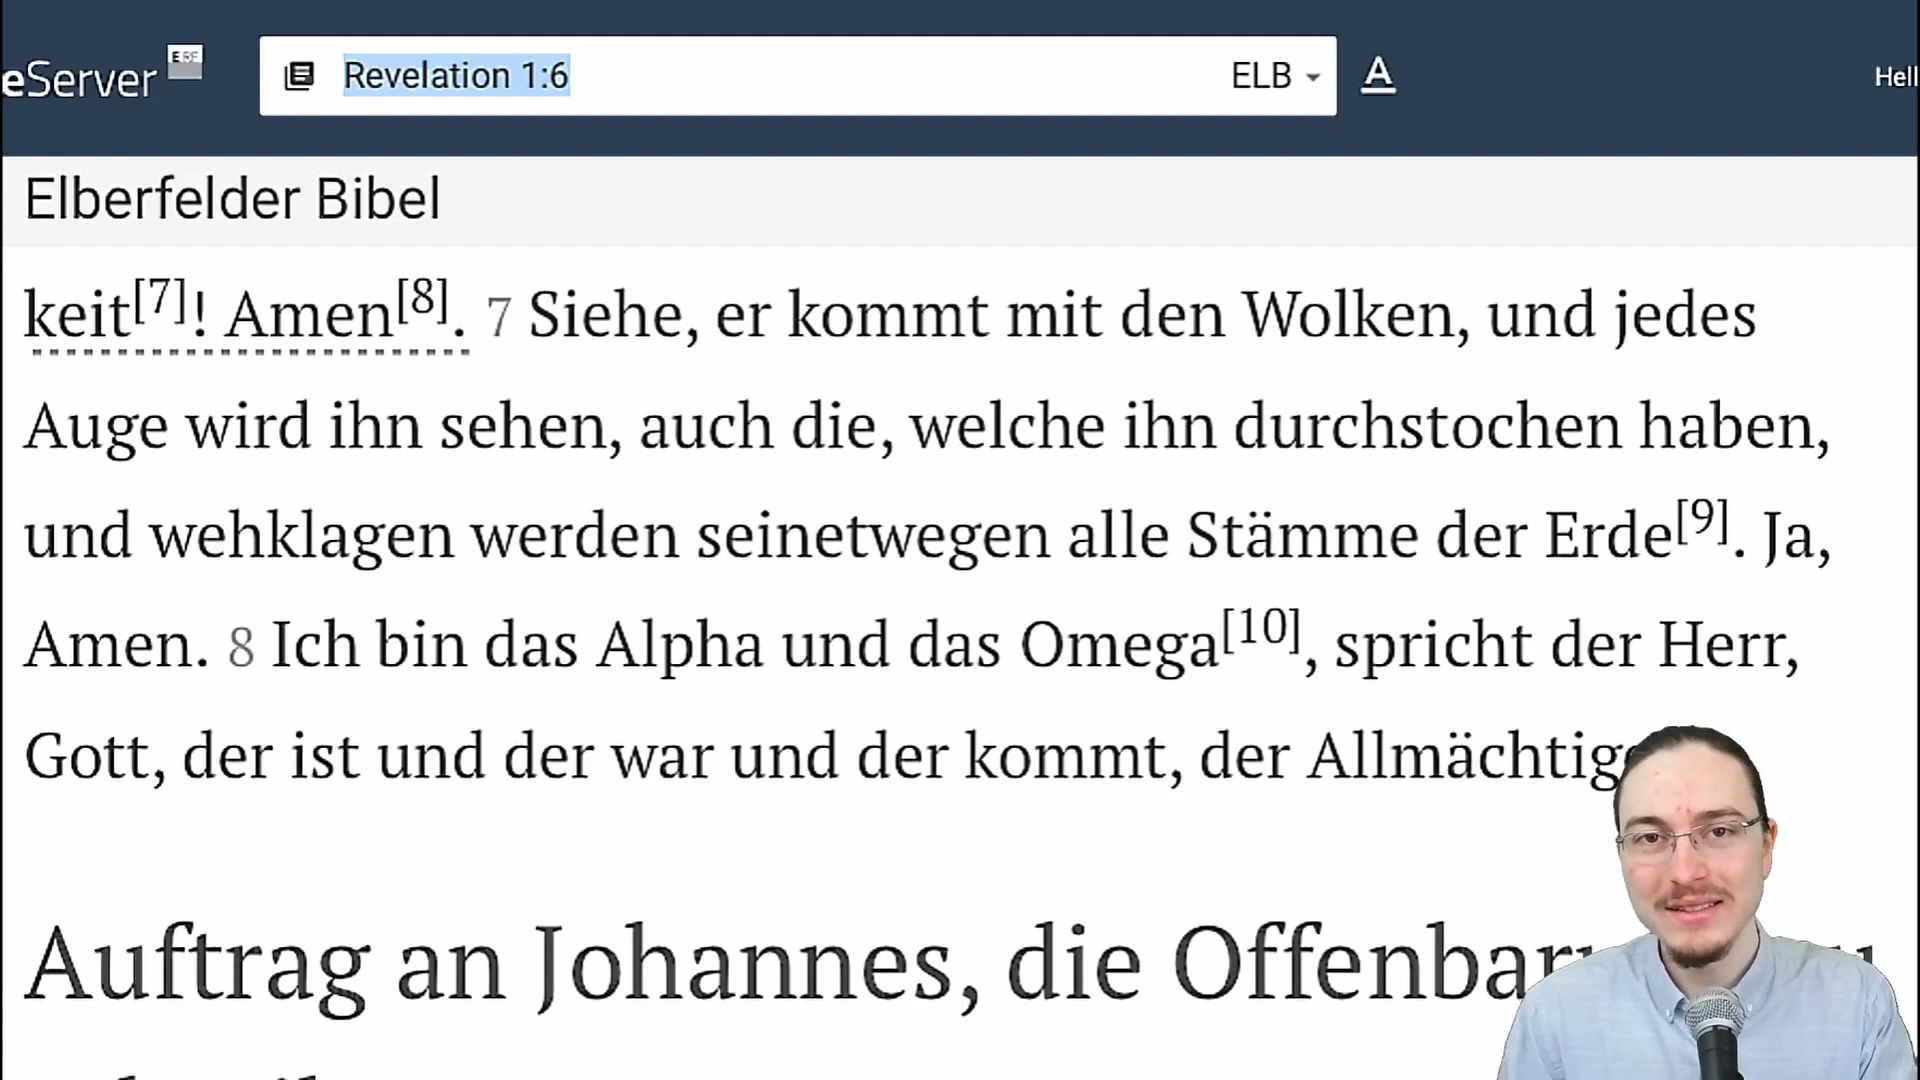 eServer
Revelation 1:6 ELB A
Elberfelder Bibel
keit[7]! Amen[8]. 7 Siehe, er kommt mit den Wolken, und jedes
Auge wird ihn sehen, auch die, welche ihn durchstochen haben,
und wehklagen werden seinetwegen alle Stämme der Erde[9]. Ja,
Amen. 8 Ich bin das Alpha und das Omega[10], spricht der Herr,
Gott, der ist und der war und der kommt, der Allmächtig
Auftrag an Johannes, die Offenbar